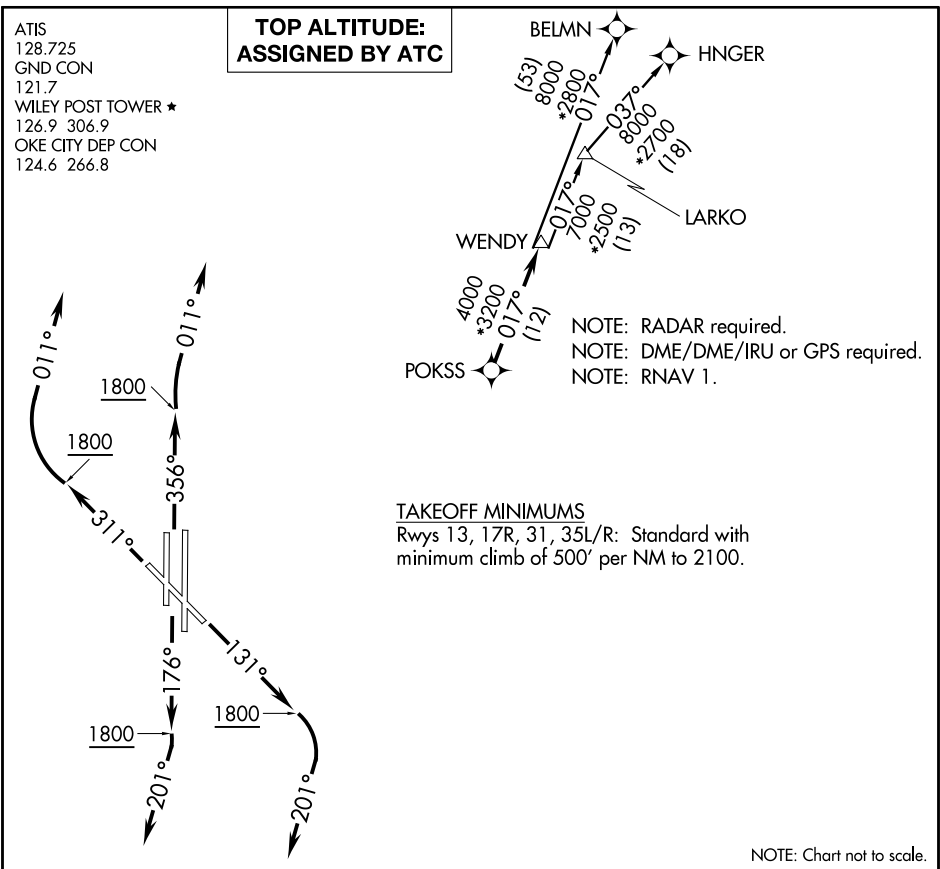 ATIS
128.725
GND CON
121.7
WILEY POST TOWER ★
126.9 306.9
OKE CITY DEP CON
124.6 266.8
TOP ALTITUDE:
ASSIGNED BY ATC
BELMN
HNGER
(53)
8000
*2800
017°
037°
8000
*2700
(18)
LARKO
017°
7000
*2500
(13)
WENDY
4000
*3200
017°
(12)
POKSS
NOTE: RADAR required.
NOTE: DME/DME/IRU or GPS required.
NOTE: RNAV 1.
011°
011°
1800
1800
356°
311°
TAKEOFF MINIMUMS
Rwys 13, 17R, 31, 35L/R: Standard with
minimum climb of 500' per NM to 2100.
176°
131°
1800
1800
201°
201°
NOTE: Chart not to scale.